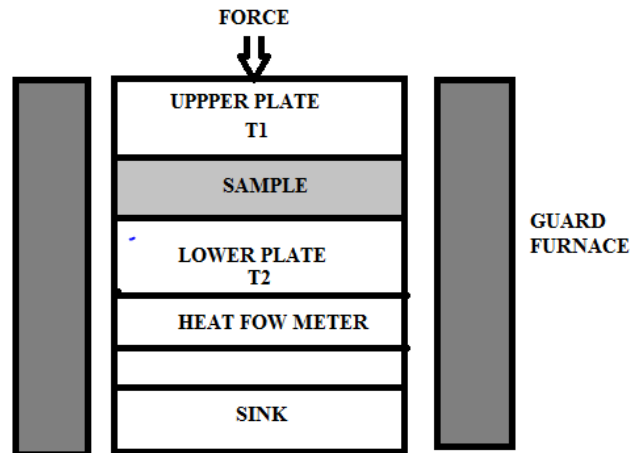 FORCE
UPPPER PLATE
T1
SAMPLE
LOWER PLATE
T2
HEAT FOW METER
SINK
GUARD
FURNACE